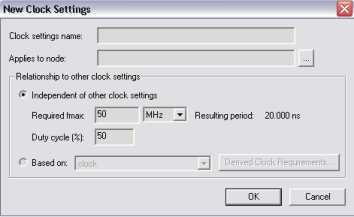 New Clock Settings
Clock settings name:
Applies to node:
...
Relationship to other clock settings
Independent of other clock settings
Required fmax: 50 MHz Resulting period: 20.000 ns
Duty cycle (%): 50
Based on: clock Derived Clock Requirements...
OK Cancel